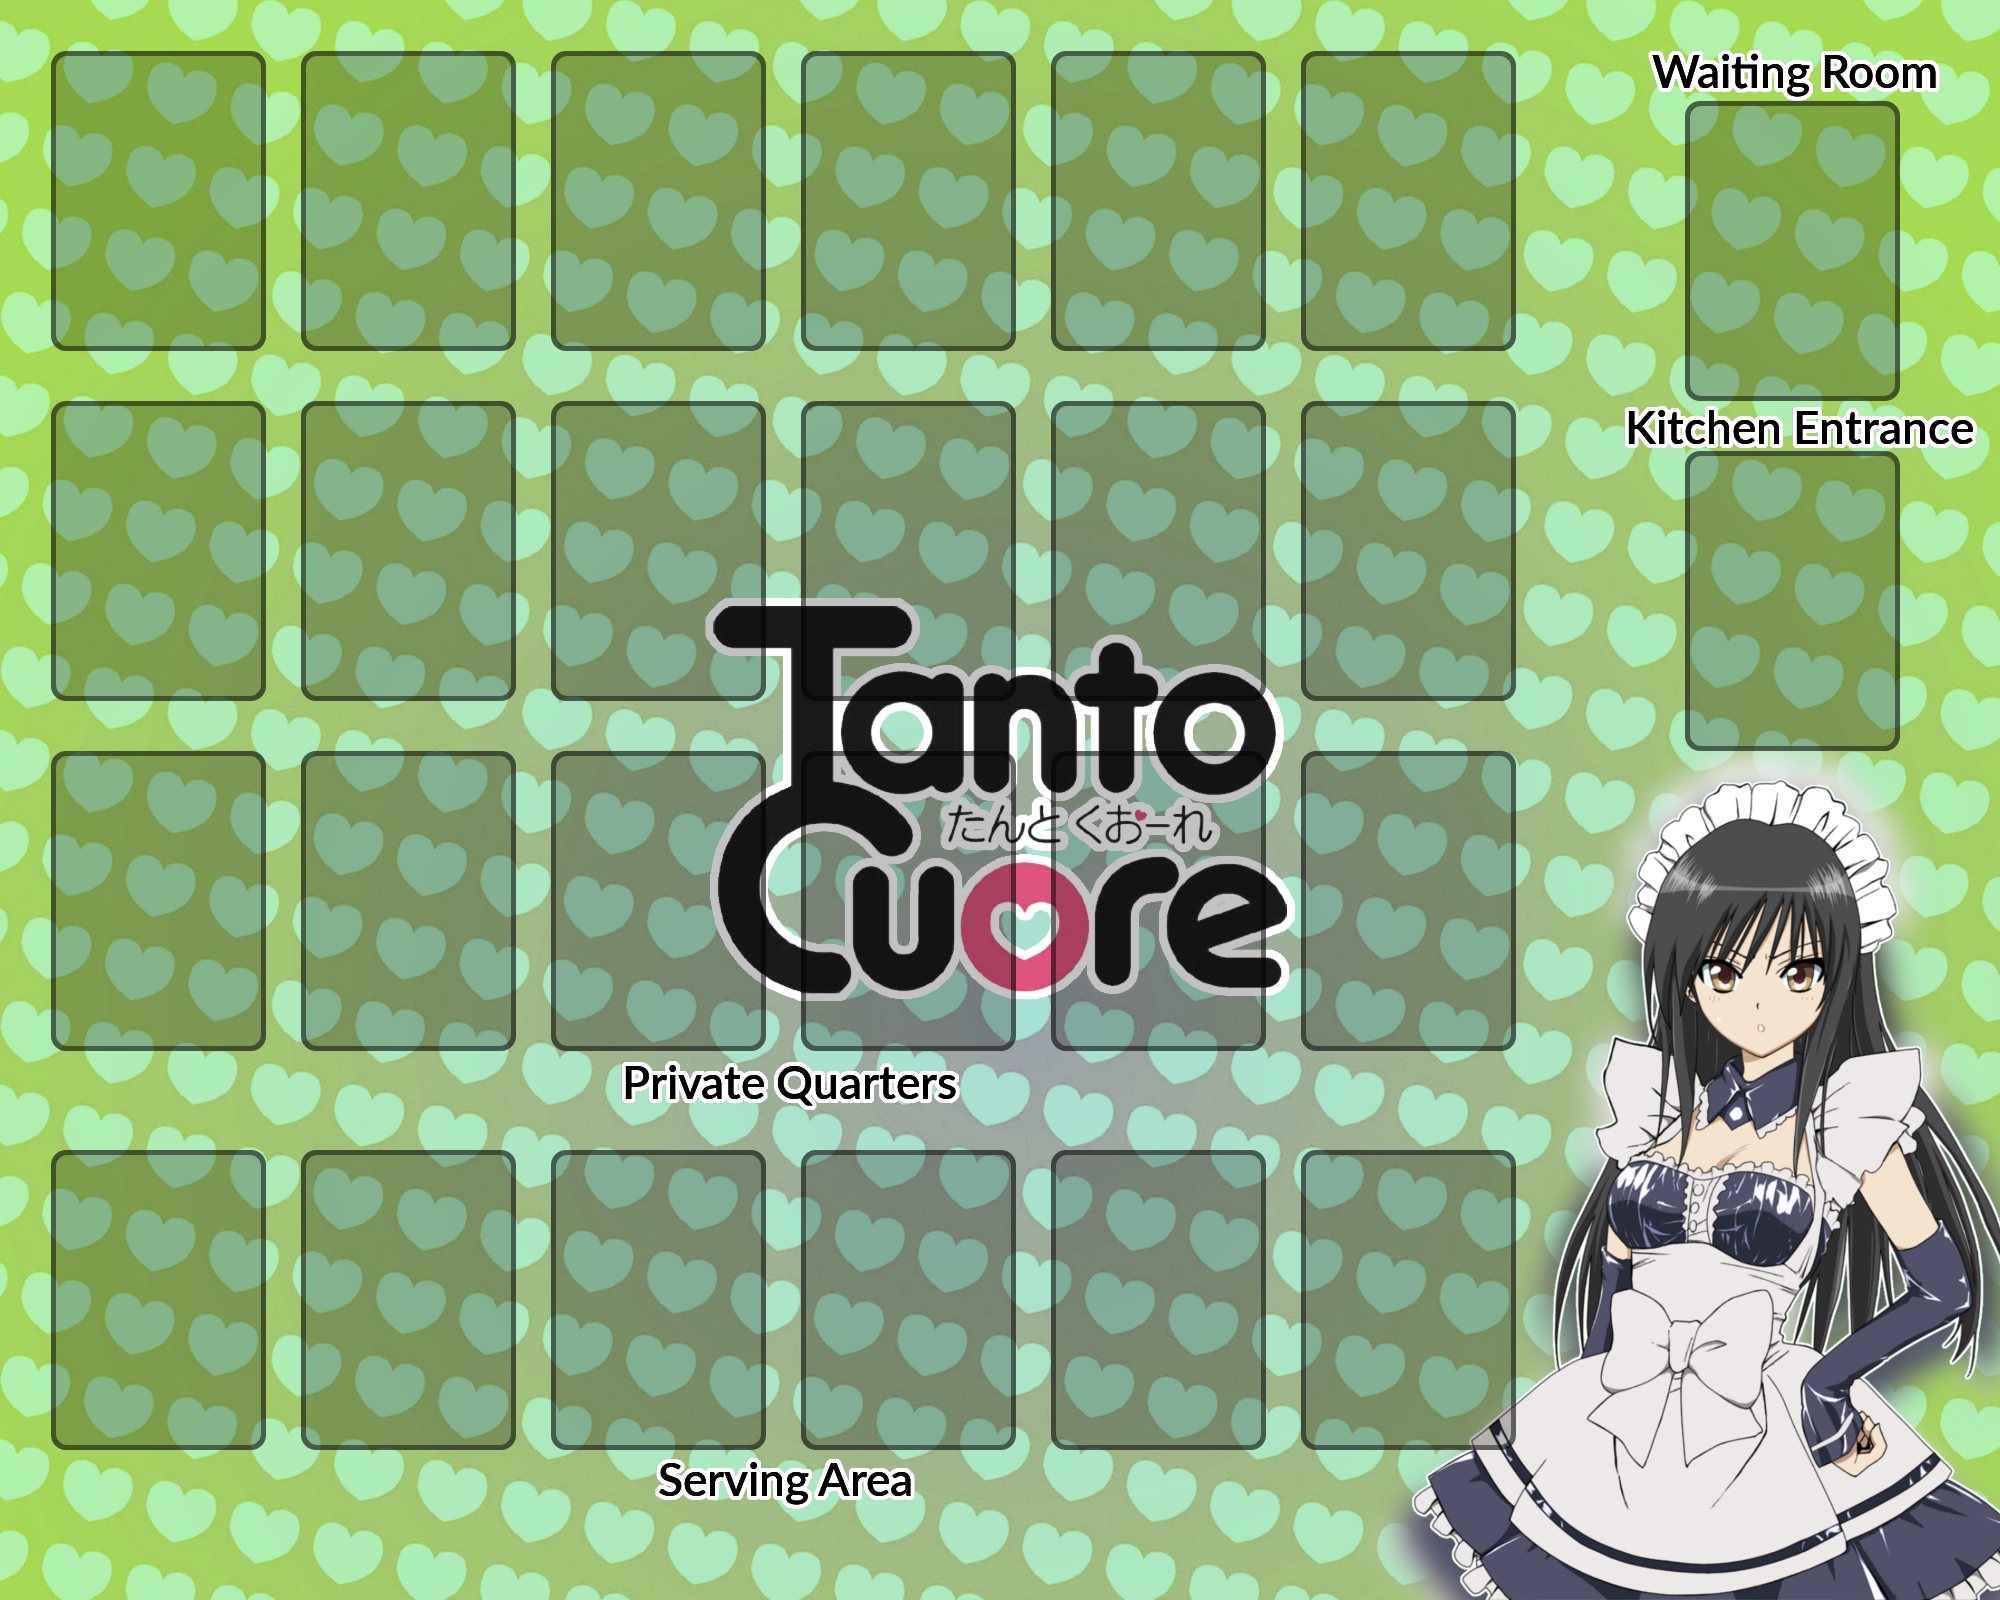 Waiting Room
Kitchen Entrance
Tanto
たんとくおーれ
Cuore
Private Quarters
Serving Area